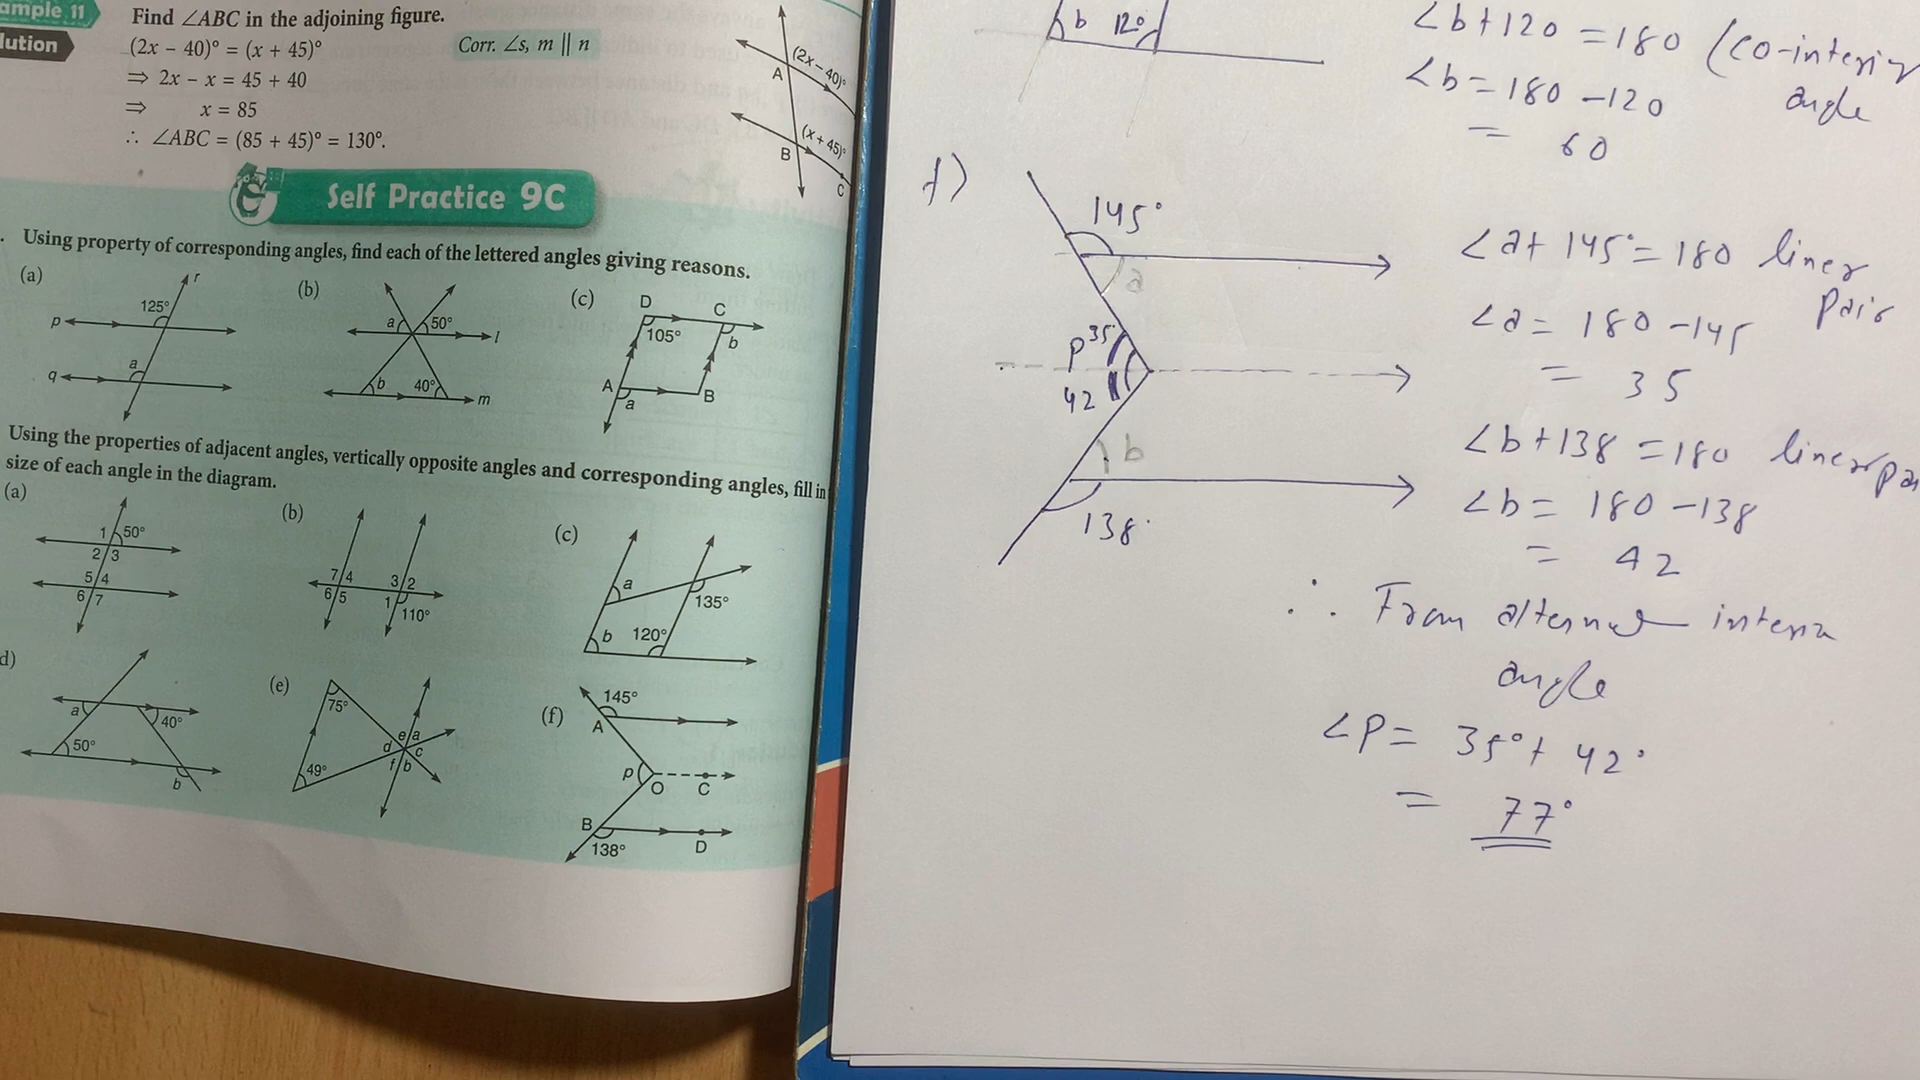 ample 11
lution
Find ∠ABC in the adjoining figure.
(2x − 40)° = (x + 45)°
Corr. ∠s, m || n
⇒ 2x − x = 45 + 40
⇒ x = 85
∴ ∠ABC = (85 + 45)° = 130°.
A
(2x − 40)°
B
(x + 45)°
C
Self Practice 9C
. Using property of corresponding angles, find each of the lettered angles giving reasons.
(a)
125°
r
p
a
q
(b)
a
50°
l
b
40°
m
(c)
D
C
105°
b
A
B
a
Using the properties of adjacent angles, vertically opposite angles and corresponding angles, fill in
size of each angle in the diagram.
(a)
1
50°
2
3
5
4
6
7
(b)
7
4
3
2
6
5
1
110°
(c)
a
135°
b
120°
d)
a
40°
50°
b
(e)
75°
e
a
d
c
49°
f
b
(f)
145°
A
p
O
C
B
138°
D
b 120
∠b+120 = 180 (co-interior
∠b = 180 −120
angle
= 60
f)
145°
a
∠a+ 145° = 180 liner
pair
∠a = 180 −145
= 35
p 35
42
b
∠b+138 = 180 liner pai
∠b = 180 −138
138°
= 42
∴ From alternet
angle
∠P = 35°+ 42°
= 77°